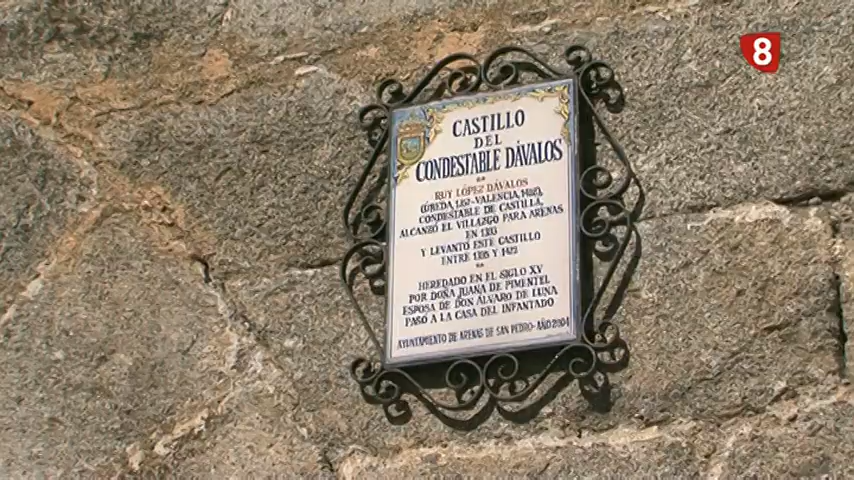 8
CASTILLO
DEL
CONDESTABLE DÁVALOS
RUY LÓPEZ DÁVALOS
(ÚBEDA, 1357-VALENCIA, 1428),
CONDESTABLE DE CASTILLA,
ALCANZÓ EL VILLAZGO PARA ARENAS
EN 1393
Y LEVANTÓ ESTE CASTILLO
ENTRE 1395 Y 1422
HEREDADO EN EL SIGLO XV
POR DOÑA JUANA DE PIMENTEL
ESPOSA DE DON ÁLVARO DE LUNA
PASÓ A LA CASA DEL INFANTADO
AYUNTAMIENTO DE ARENAS DE SAN PEDRO-AÑO 2004